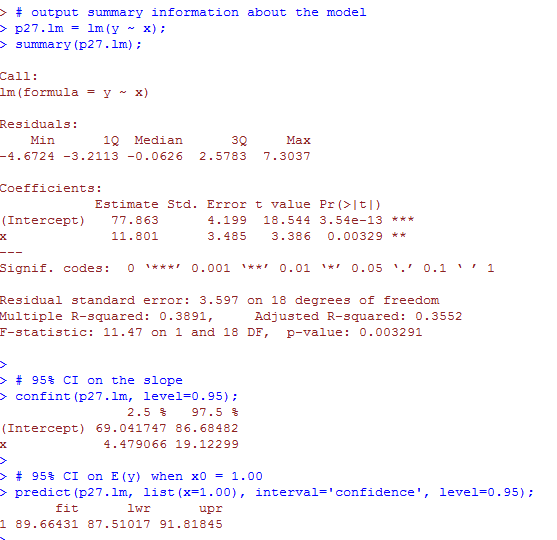 > # output summary information about the model
> p27.lm = lm(y ~ x);
> summary(p27.lm);
Call:
lm(formula = y ~ x)
Residuals:
    Min      1Q  Median      3Q     Max
-4.6724 -3.2113 -0.0626  2.5783  7.3037
Coefficients:
            Estimate Std. Error t value Pr(>|t|)
(Intercept)   77.863      4.199  18.544 3.54e-13 ***
x             11.801      3.485   3.386  0.00329 **
---
Signif. codes:  0 ‘***’ 0.001 ‘**’ 0.01 ‘*’ 0.05 ‘.’ 0.1 ‘ ’ 1
Residual standard error: 3.597 on 18 degrees of freedom
Multiple R-squared: 0.3891,     Adjusted R-squared: 0.3552
F-statistic: 11.47 on 1 and 18 DF,  p-value: 0.003291
>
> # 95% CI on the slope
> confint(p27.lm, level=0.95);
                2.5 %   97.5 %
(Intercept) 69.041747 86.68482
x            4.479066 19.12299
>
> # 95% CI on E(y) when x0 = 1.00
> predict(p27.lm, list(x=1.00), interval='confidence', level=0.95);
       fit      lwr      upr
1 89.66431 87.51017 91.81845
>